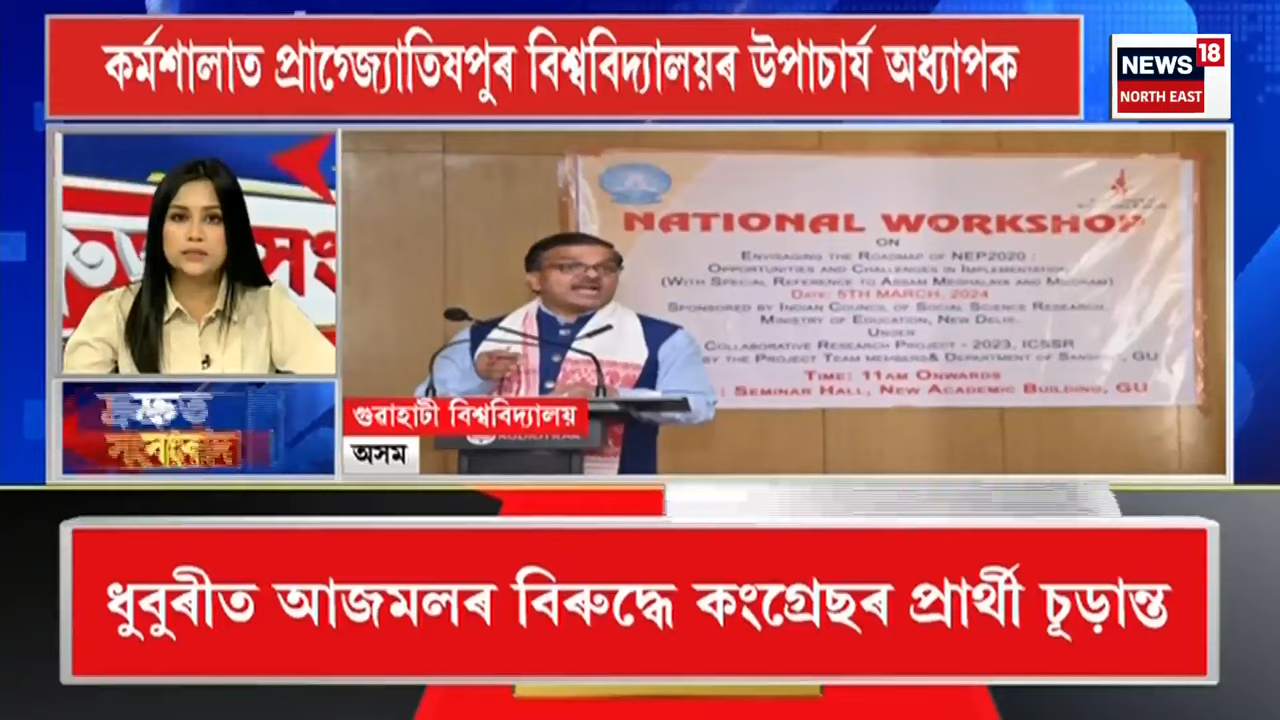 কৰ্মশালাত প্ৰাগ্জ্যোতিষপুৰ বিশ্ববিদ্যালয়ৰ উপাচাৰ্য অধ্যাপক
NEWS 18
NORTH EAST
NATIONAL WORKSHOP
ON
ENVISAGING THE ROADMAP OF NEP2020 :
OPPORTUNITIES AND CHALLENGES IN IMPLEMENTATION
(WITH SPECIAL REFERENCE TO ASSAM MEGHALAYA AND MIZORAM)
DATE: 5TH MARCH, 2024
SPONSORED BY INDIAN COUNCIL OF SOCIAL SCIENCE RESEARCH,
MINISTRY OF EDUCATION, NEW DELHI.
UNDER
COLLABORATIVE RESEARCH PROJECT - 2023, ICSSR
BY THE PROJECT TEAM MEMBERS& DEPARTMENT OF , GU
TIME: 11AM ONWARDS
: SEMINAR HALL, NEW ACADEMIC BUILDING, GU
গুৱাহাটী বিশ্ববিদ্যালয়
অসম
ধুবুৰীত আজমলৰ বিৰুদ্ধে কংগ্ৰেছৰ প্ৰাৰ্থী চূড়ান্ত